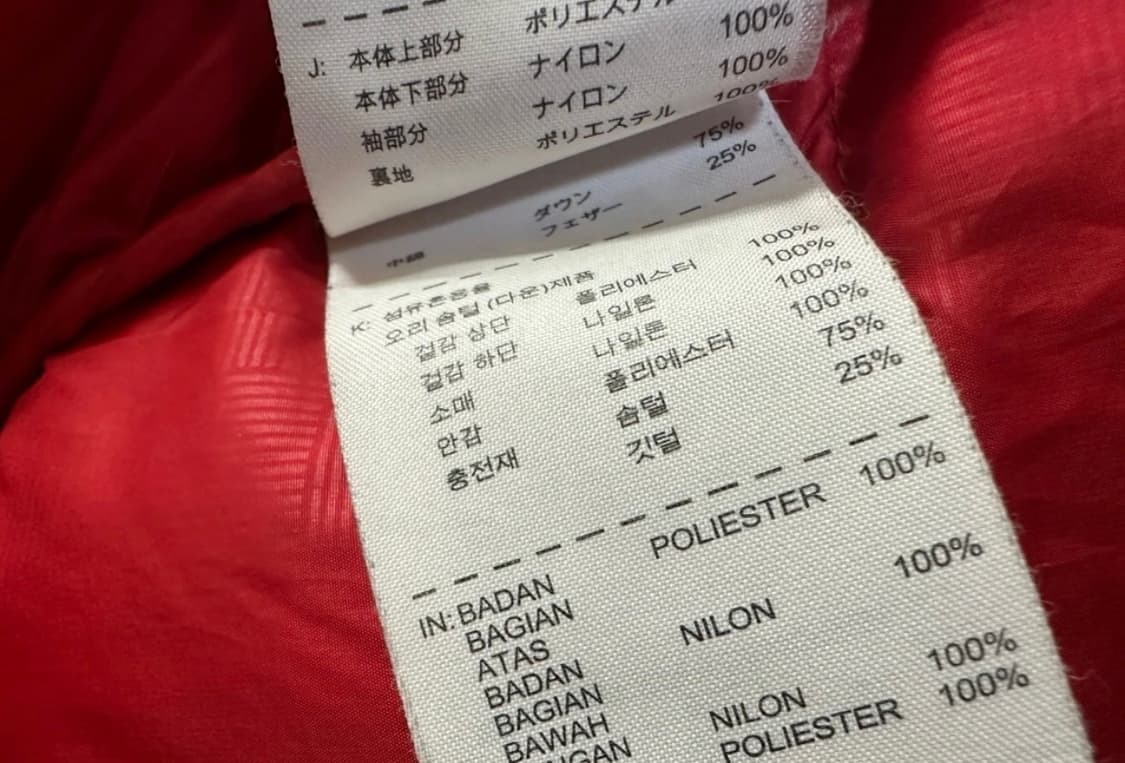 J: 本体上部分 ポリエステル 100%
本体下部分 ナイロン 100%
袖部分 ナイロン 100%
裏地 ポリエステル
中綿 ダウン 75%
フェザー 25%
K: 섬유혼용율
오리 솜털 (다운)제품
겉감 상단 폴리에스터 100%
겉감 하단 나일론 100%
소매 나일론 100%
안감 폴리에스터 100%
충전재 솜털 75%
깃털 25%
IN: BADAN POLIESTER 100%
BAGIAN
ATAS
BADAN NILON 100%
BAGIAN
BAWAH
NGAN NILON 100%
POLIESTER 100%